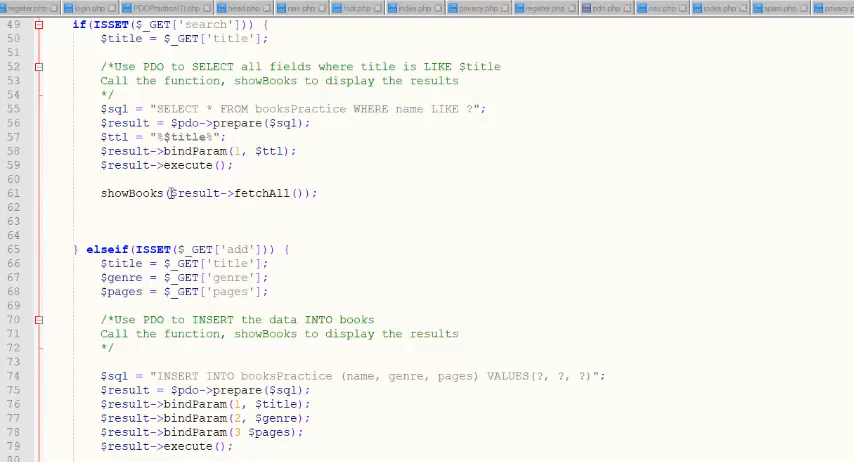 register.php login.php PDOPractice(1).php head.php nav.php foot.php index.php privacy.php register.php pdo.php nav.php index.php spam.php privacy.p
49 if(ISSET($_GET['search'])) {
50 $title = $_GET['title'];
51
52 /*Use PDO to SELECT all fields where title is LIKE $title
53 Call the function, showBooks to display the results
54 */
55 $sql = "SELECT * FROM booksPractice WHERE name LIKE ?";
56 $result = $pdo->prepare($sql);
57 $ttl = "%$title%";
58 $result->bindParam(1, $ttl);
59 $result->execute();
60
61 showBooks($result->fetchAll());
62
63
64
65 } elseif(ISSET($_GET['add'])) {
66 $title = $_GET['title'];
67 $genre = $_GET['genre'];
68 $pages = $_GET['pages'];
69
70 /*Use PDO to INSERT the data INTO books
71 Call the function, showBooks to display the results
72 */
73
74 $sql = "INSERT INTO booksPractice (name, genre, pages) VALUES(?, ?, ?)";
75 $result = $pdo->prepare($sql);
76 $result->bindParam(1, $title);
77 $result->bindParam(2, $genre);
78 $result->bindParam(3 $pages);
79 $result->execute();
80